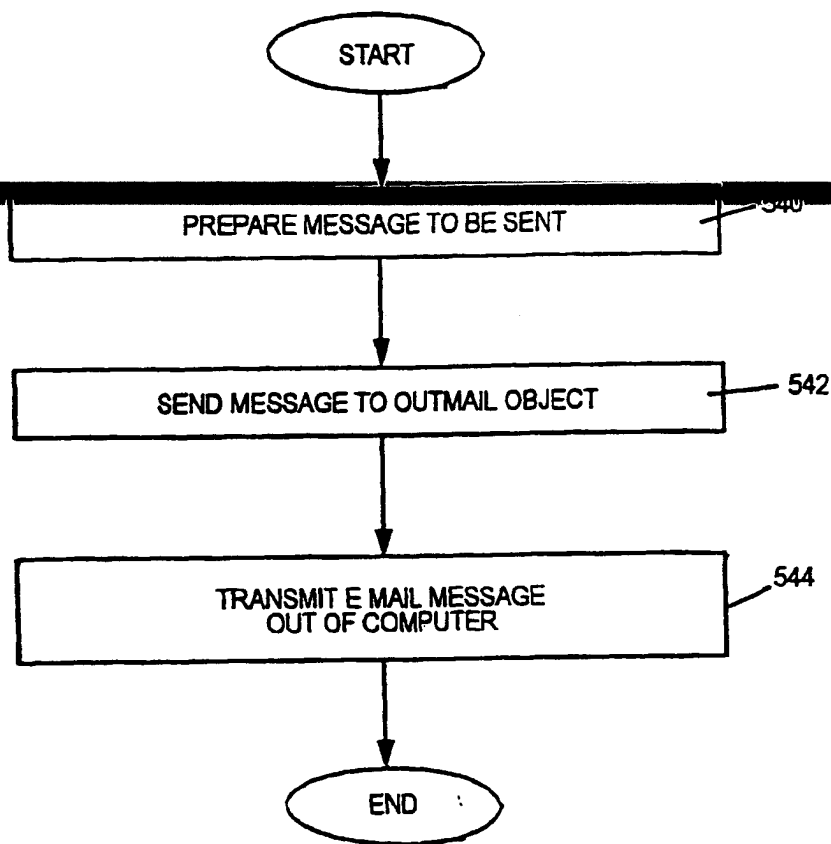 START
PREPARE MESSAGE TO BE SENT
540
SEND MESSAGE TO OUTMAIL OBJECT
542
TRANSMIT E MAIL MESSAGE
OUT OF COMPUTER
544
END